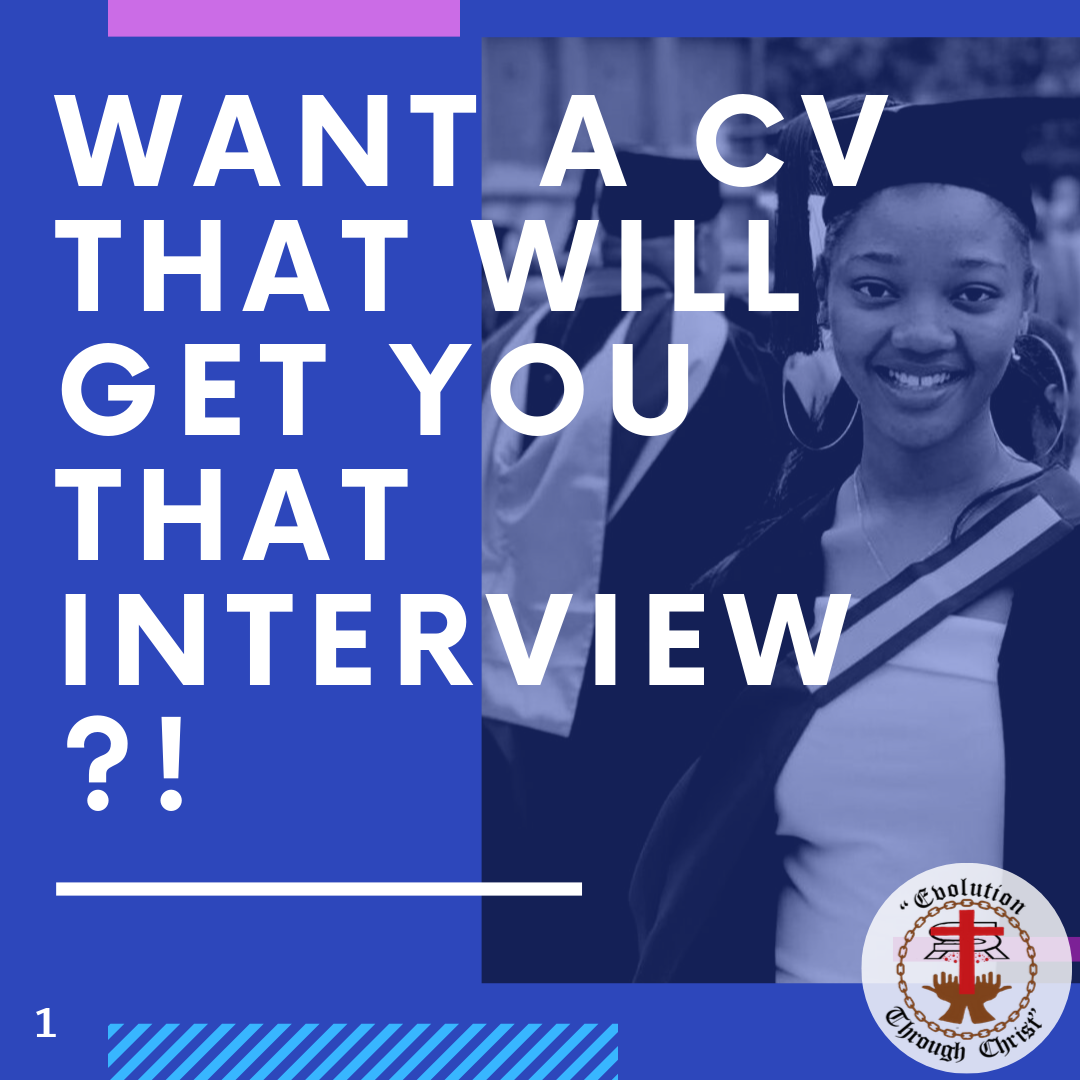 WANT A CV
THAT WILL
GET YOU
THAT
INTERVIEW
?!
1
“Evolution
Through Christ”